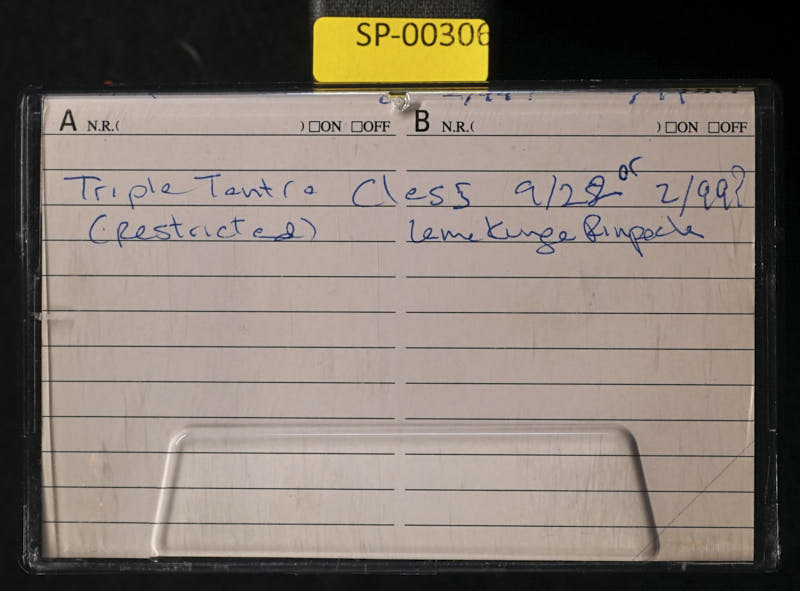 SP-00306
A N.R.( ) □ON □OFF B N.R.( ) □ON □OFF
Triple Tantra Class 9/28 or 2/99?
(restricted) Lama Kunga Rinpoche